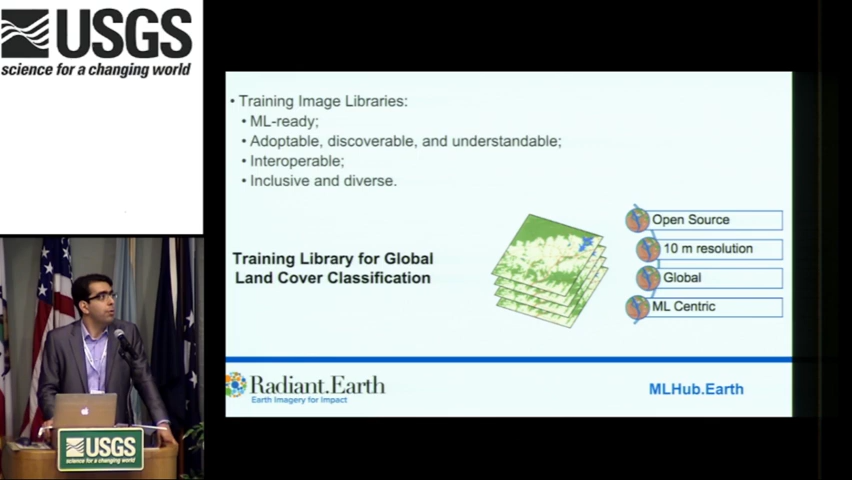 USGS
science for a changing world
• Training Image Libraries:
• ML-ready;
• Adoptable, discoverable, and understandable;
• Interoperable;
• Inclusive and diverse.
Training Library for Global
Land Cover Classification
Open Source
10 m resolution
Global
ML Centric
Radiant.Earth
Earth Imagery for Impact
MLHub.Earth
USGS
science for a changing world